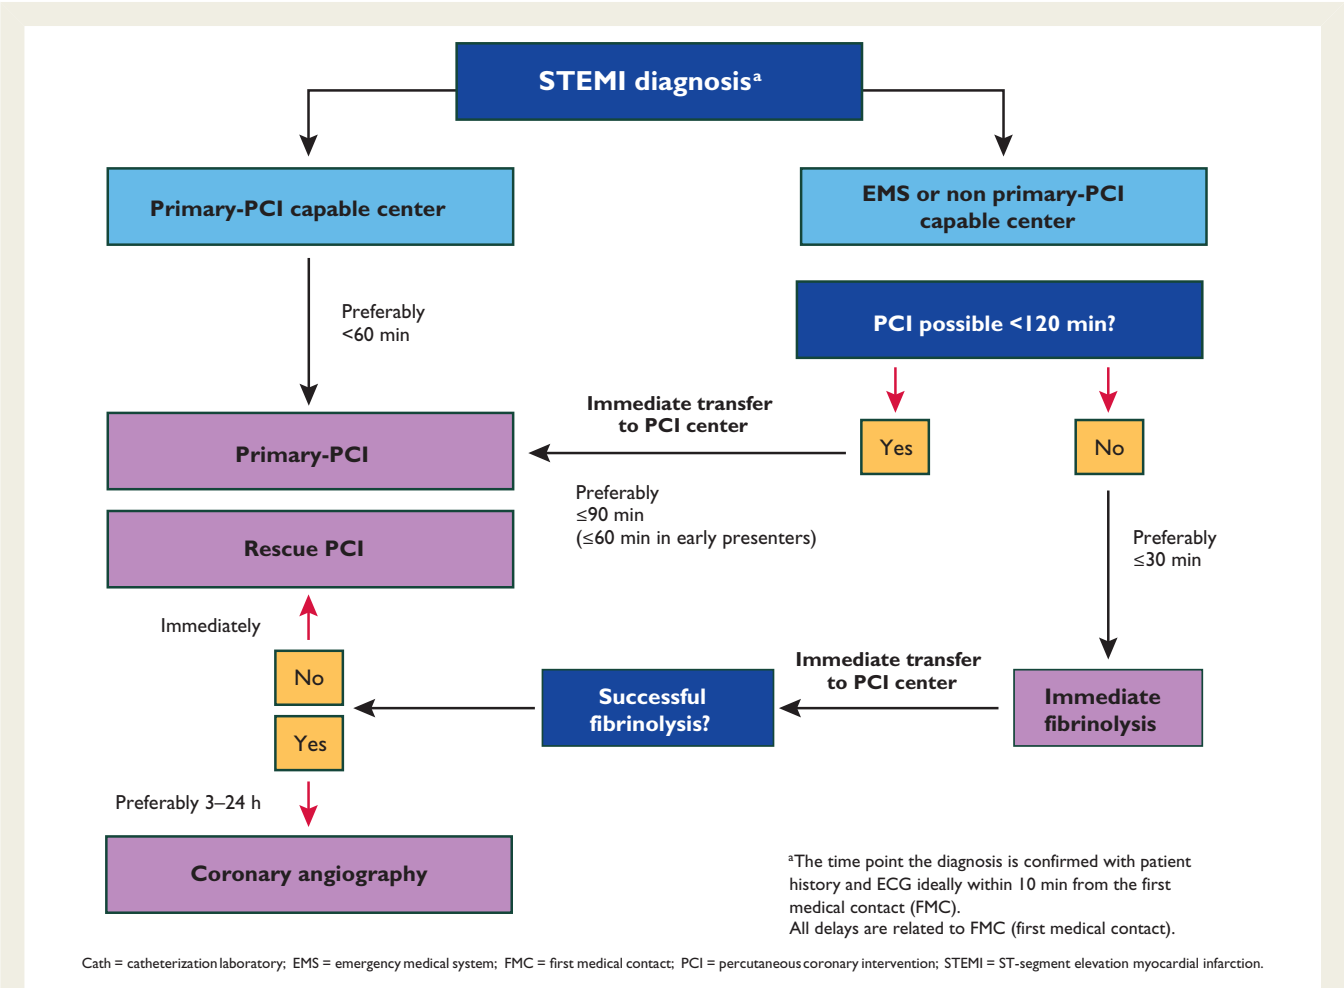 STEMI diagnosisᵃ
Primary-PCI capable center
EMS or non primary-PCI
capable center
Preferably
<60 min
PCI possible <120 min?
Immediate transfer
to PCI center
Yes
No
Primary-PCI
Preferably
≤90 min
(≤60 min in early presenters)
Preferably
≤30 min
Rescue PCI
Immediately
No
Yes
Successful
fibrinolysis?
Immediate transfer
to PCI center
Immediate
fibrinolysis
Preferably 3–24 h
Coronary angiography
ᵃThe time point the diagnosis is confirmed with patient
history and ECG ideally within 10 min from the first
medical contact (FMC).
All delays are related to FMC (first medical contact).
Cath = catheterization laboratory; EMS = emergency medical system; FMC = first medical contact; PCI = percutaneous coronary intervention; STEMI = ST-segment elevation myocardial infarction.